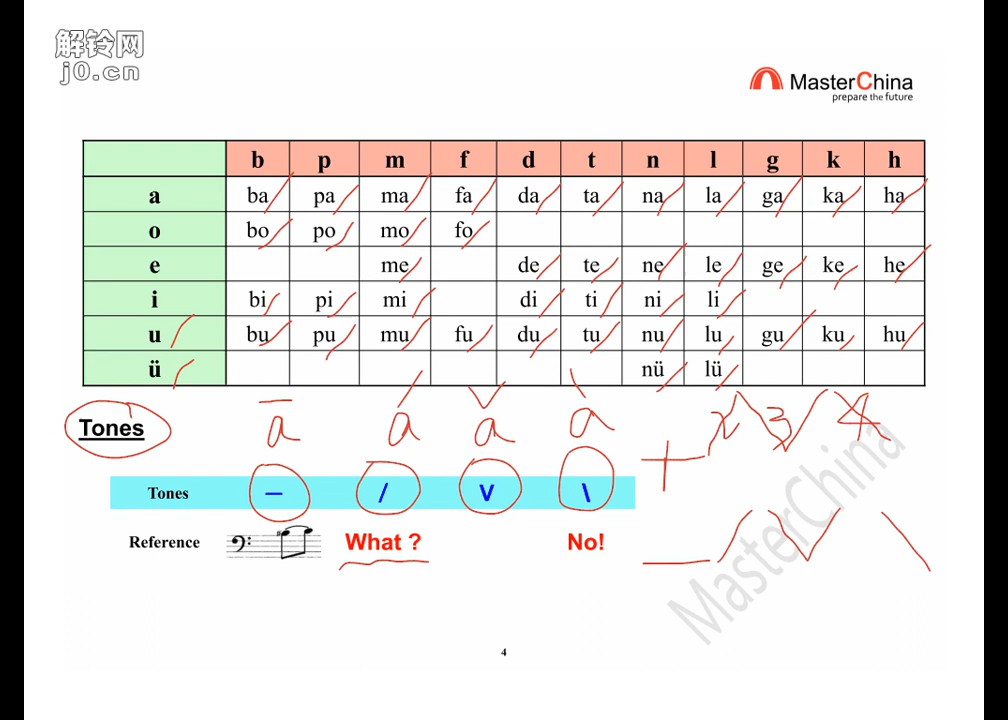 解铃网
j0.cn
MasterChina
prepare the future
b p m f d t n l g k h
a ba pa ma fa da ta na la ga ka ha
o bo po mo fo
e me de te ne le ge ke he
i bi pi mi di ti ni li
u bu pu mu fu du tu nu lu gu ku hu
ü nü lü
Tones ā á ǎ à 2 3 4
Tones — / V \
Reference What ? No!
MasterChina
4